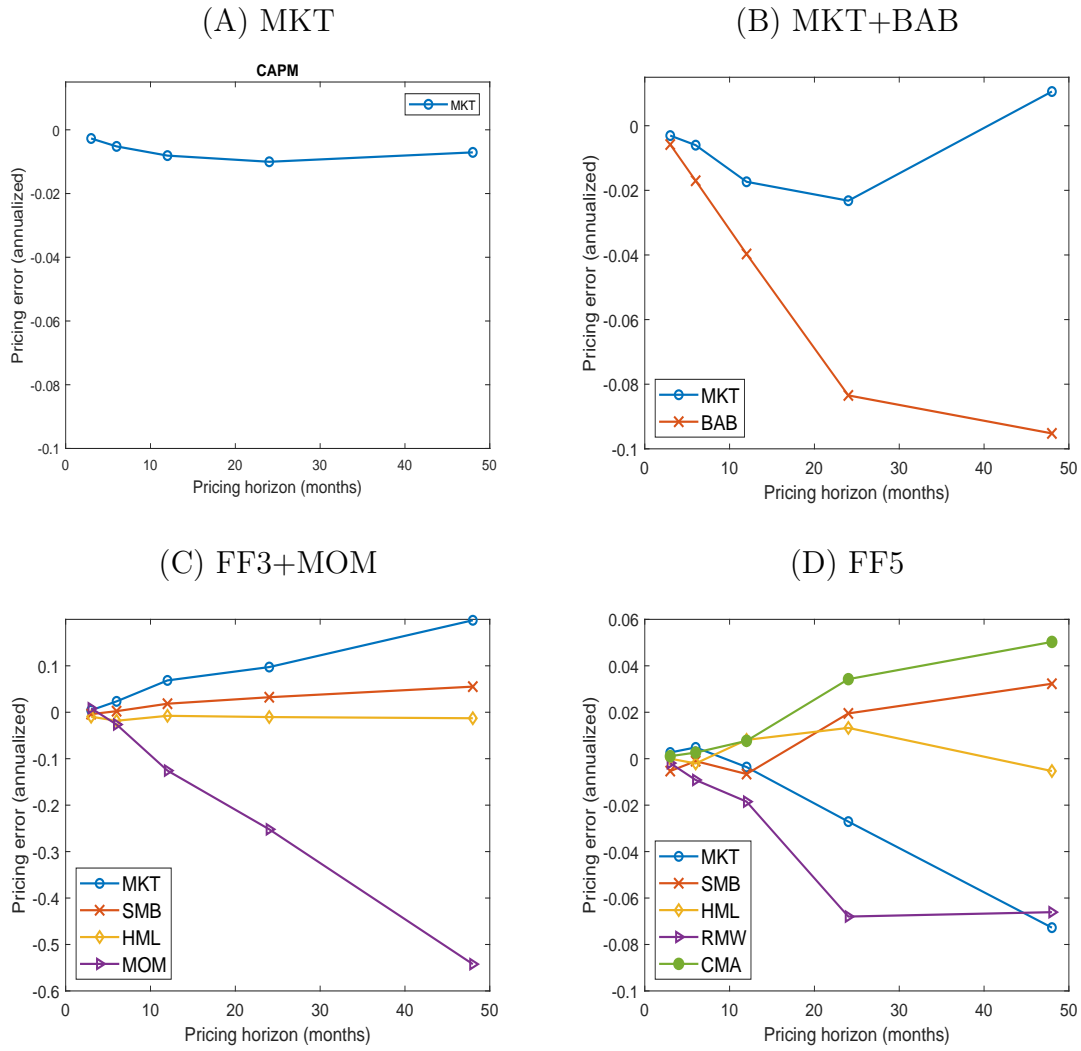 (A) MKT
CAPM
MKT
0
-0.02
-0.04
-0.06
-0.08
-0.1
0 10 20 30 40 50
Pricing error (annualized)
Pricing horizon (months)
(B) MKT+BAB
0
-0.02
-0.04
-0.06
-0.08
-0.1
MKT
BAB
0 10 20 30 40 50
Pricing error (annualized)
Pricing horizon (months)
(C) FF3+MOM
0.1
0
-0.1
-0.2
-0.3
-0.4
-0.5
-0.6
MKT
SMB
HML
MOM
0 10 20 30 40 50
Pricing error (annualized)
Pricing horizon (months)
(D) FF5
0.06
0.04
0.02
0
-0.02
-0.04
-0.06
-0.08
-0.1
MKT
SMB
HML
RMW
CMA
0 10 20 30 40 50
Pricing error (annualized)
Pricing horizon (months)